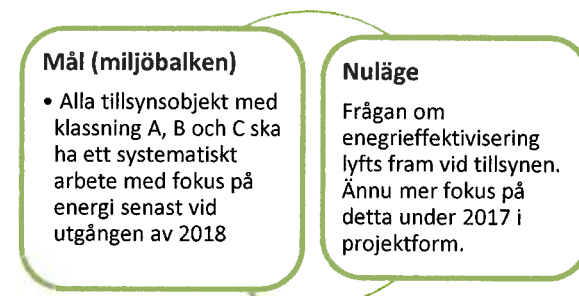 Mål (miljöbalken)
• Alla tillsynsobjekt med
klassning A, B och C ska
ha ett systematiskt
arbete med fokus på
energi senast vid
utgången av 2018
Nuläge
Frågan om
enegrieffektivisering
lyfts fram vid tillsynen.
Ännu mer fokus på
detta under 2017 i
projektform.